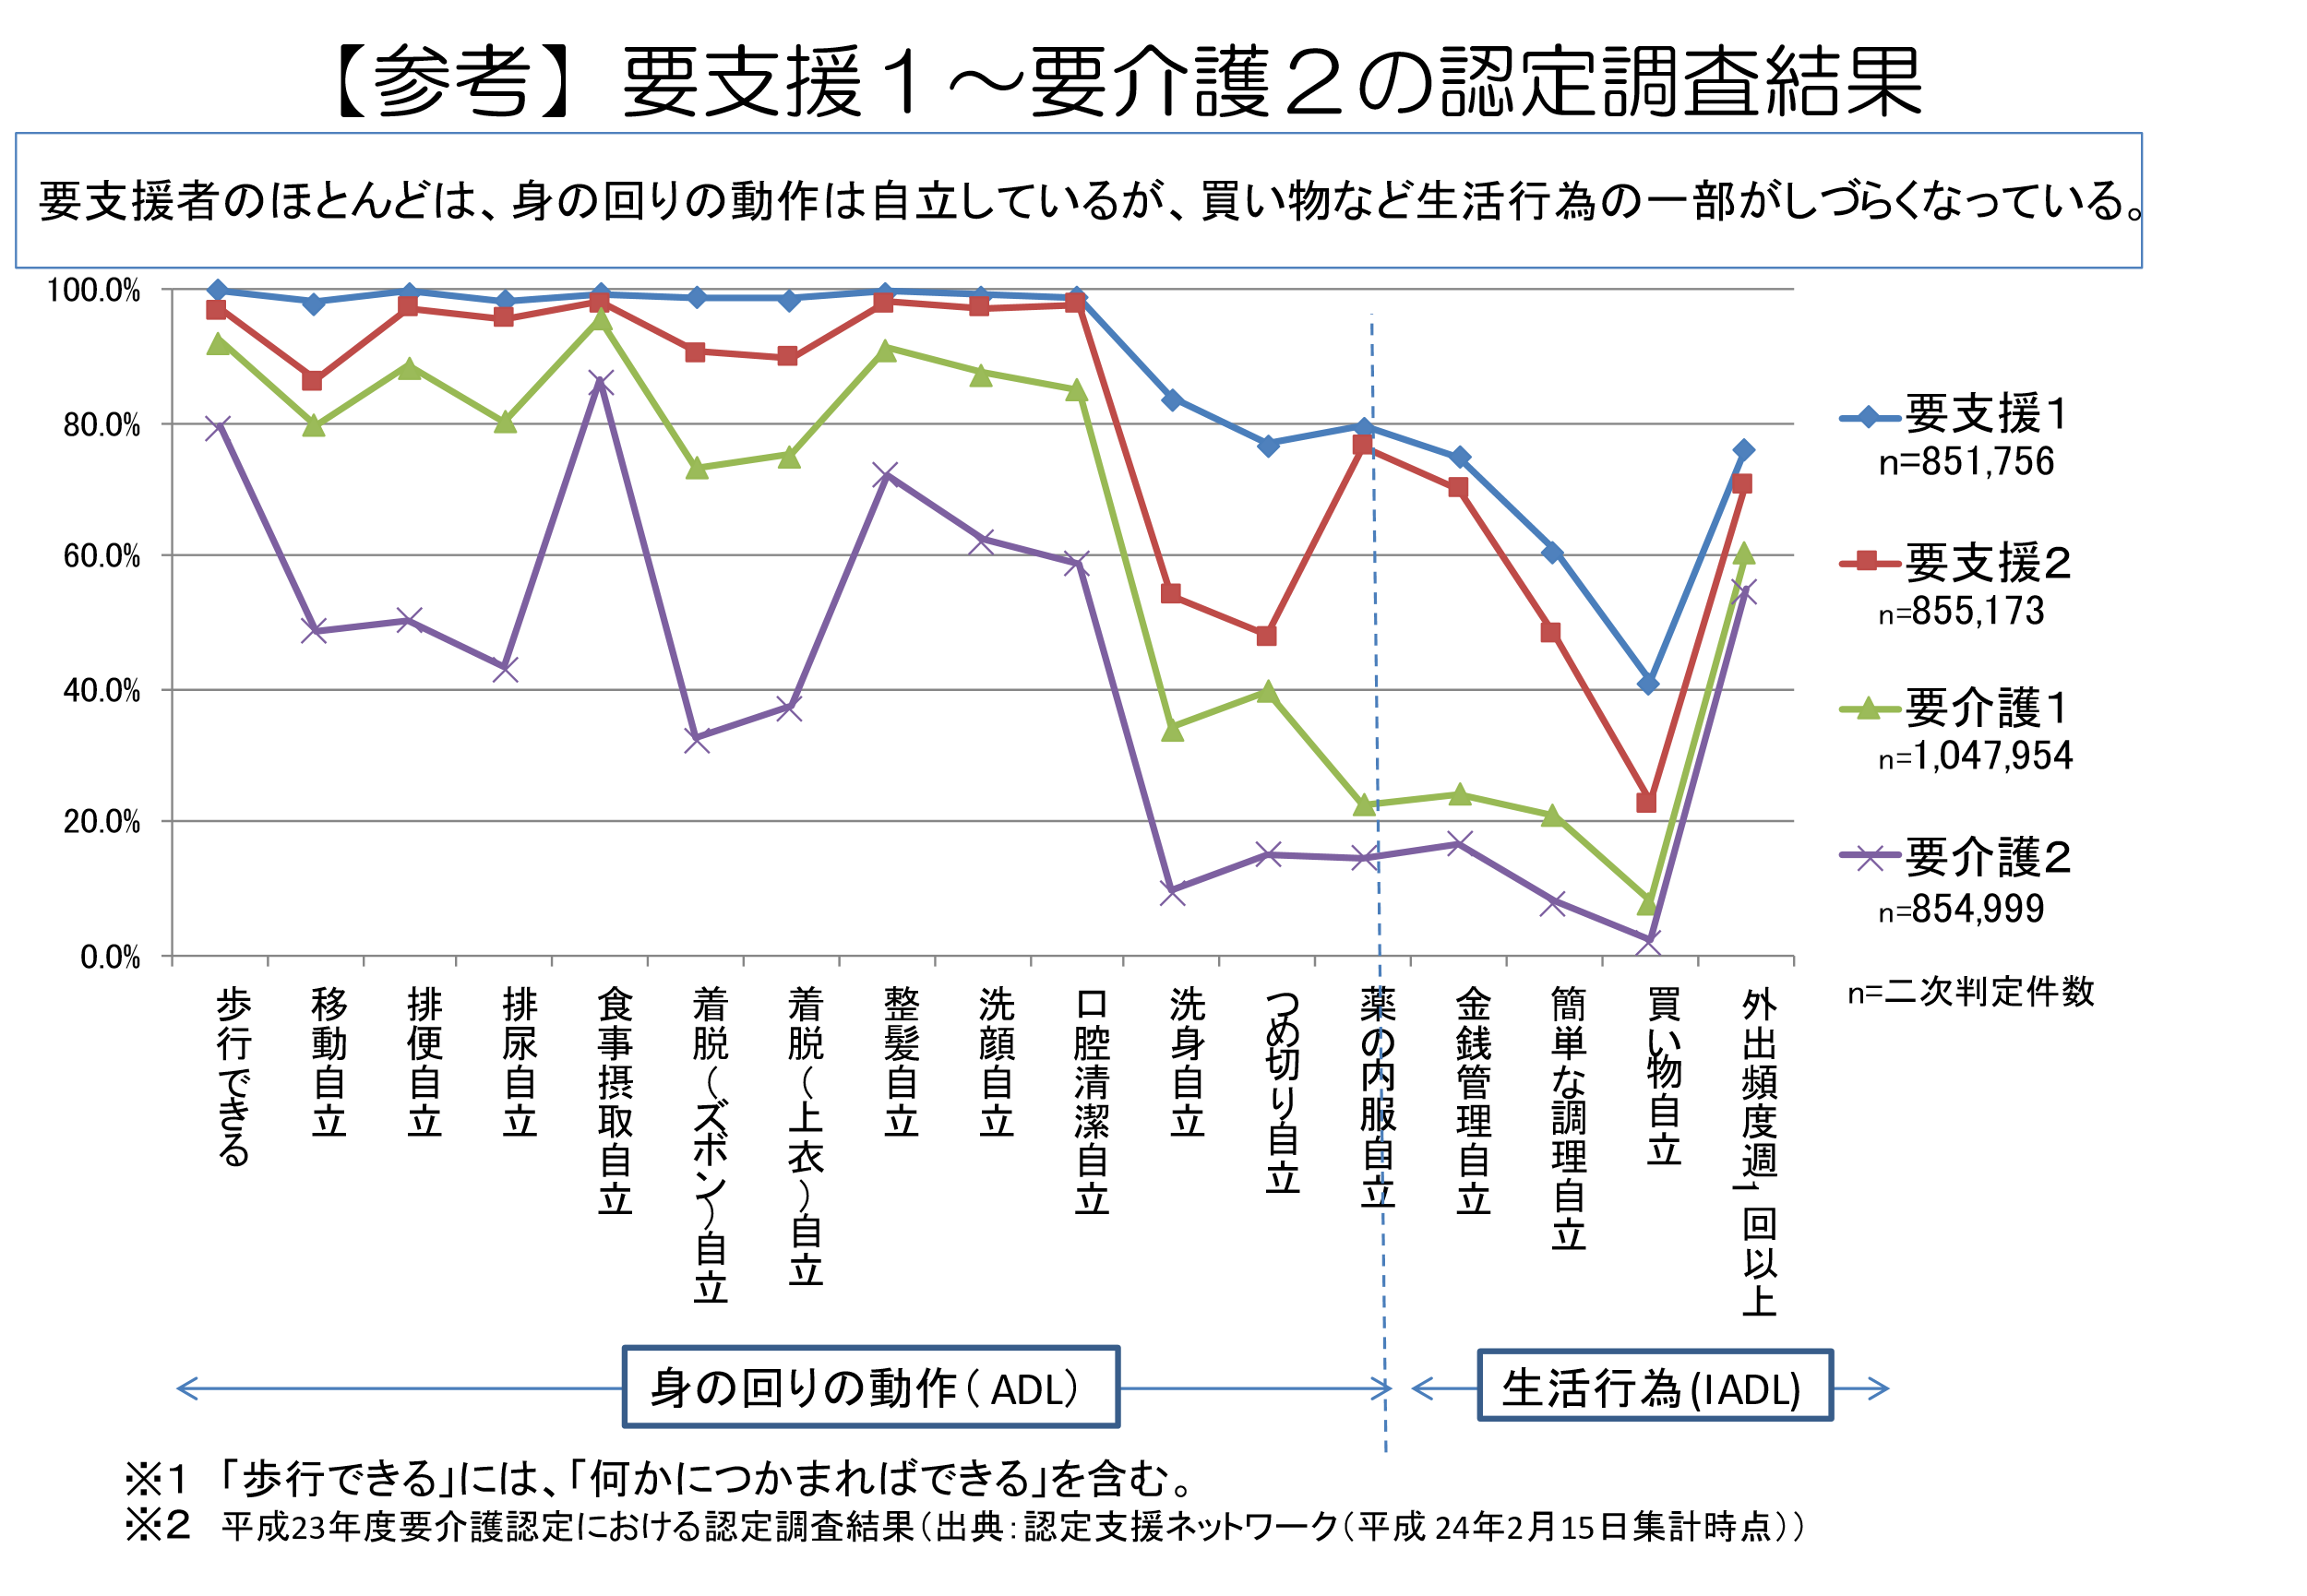 【参考】要支援１～要介護２の認定調査結果
要支援者のほとんどは、身の回りの動作は自立しているが、買い物など生活行為の一部がしづらくなっている。
100.0%
80.0%
60.0%
40.0%
20.0%
0.0%
要支援１
n=851,756
要支援２
n=855,173
要介護１
n=1,047,954
要介護２
n=854,999
n=二次判定件数
歩行できる
移動自立
排便自立
排尿自立
食事摂取自立
着脱（ズボン）自立
着脱（上衣）自立
整髪自立
洗顔自立
口腔清潔自立
洗身自立
つめ切り自立
薬の内服自立
金銭管理自立
簡単な調理自立
買い物自立
外出頻度週1回以上
身の回りの動作（ADL）
生活行為(IADL)
※１　「歩行できる」には、「何かにつかまればできる」を含む。
※２　平成23年度要介護認定における認定調査結果（出典：認定支援ネットワーク（平成24年2月15日集計時点））